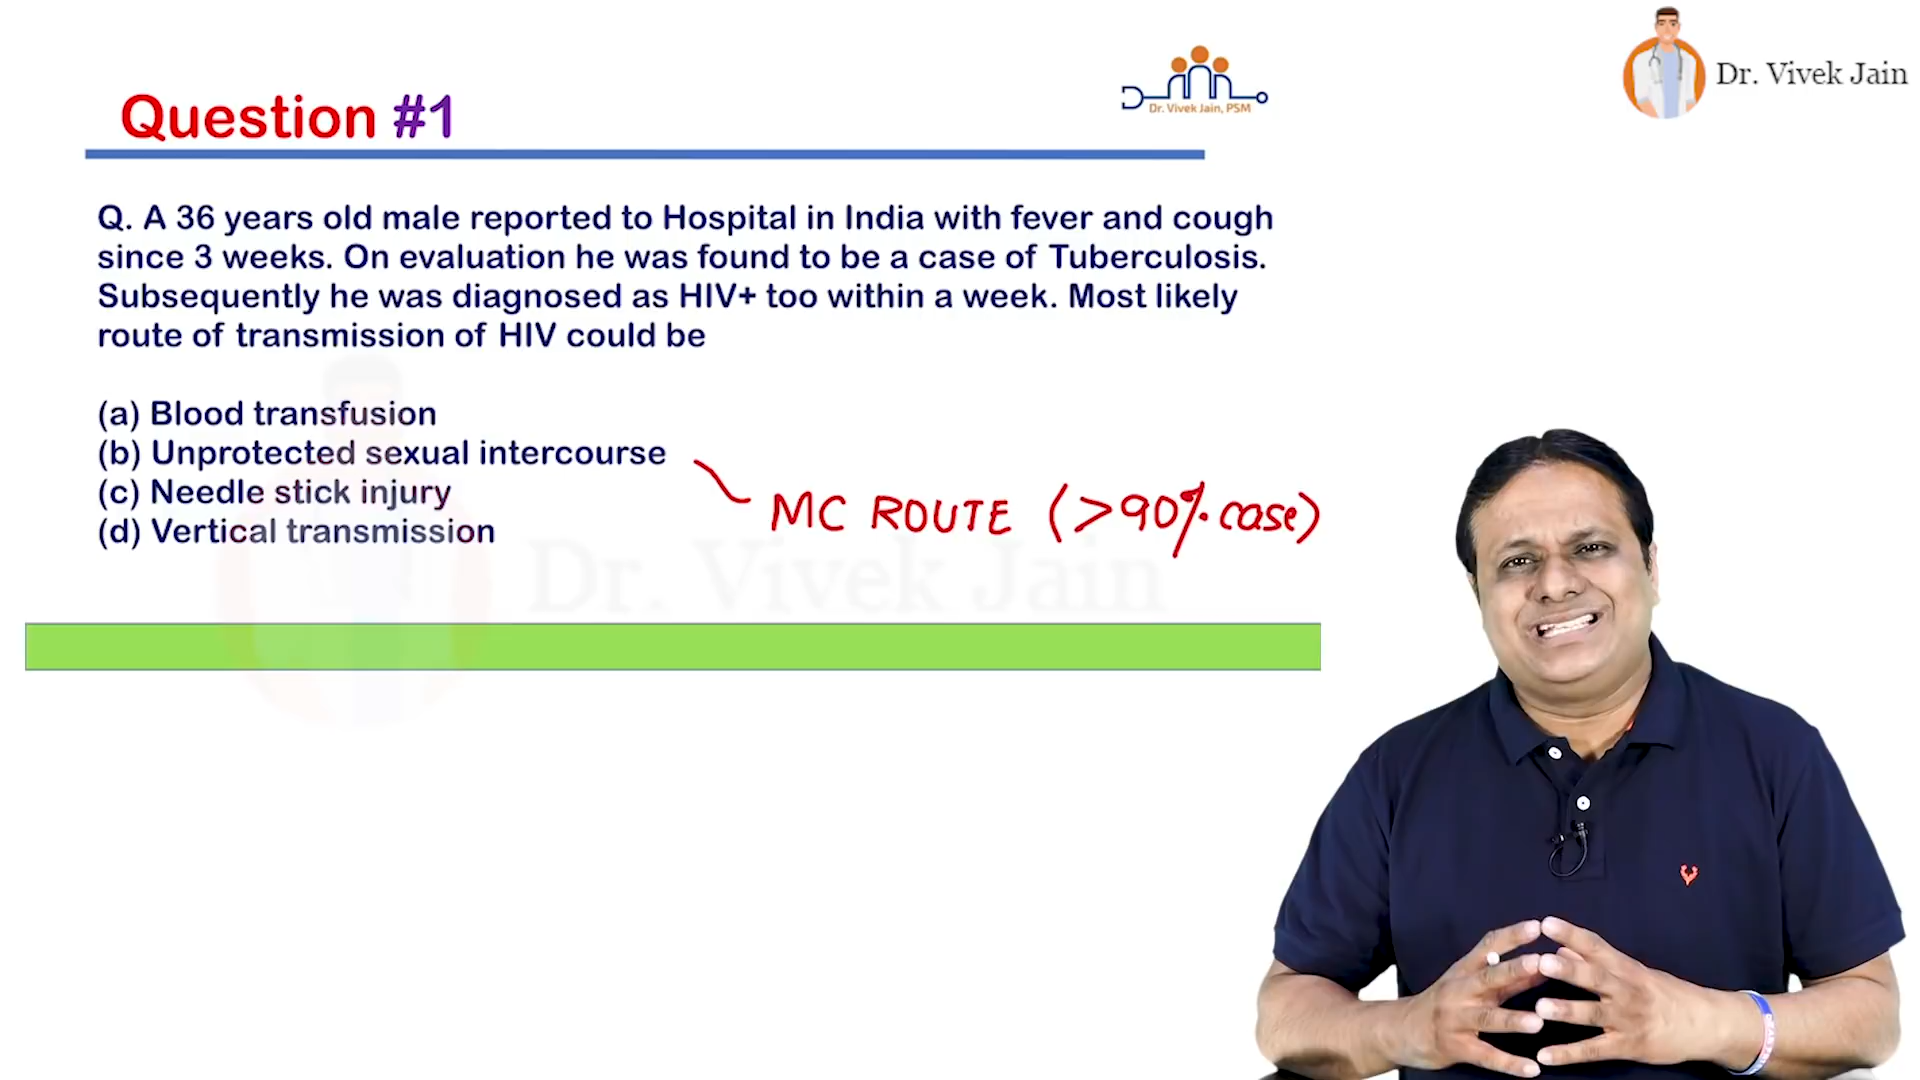 Dr. Vivek Jain
Dr. Vivek Jain, PSM
Question #1
Q. A 36 years old male reported to Hospital in India with fever and cough
since 3 weeks. On evaluation he was found to be a case of Tuberculosis.
Subsequently he was diagnosed as HIV+ too within a week. Most likely
route of transmission of HIV could be
(a) Blood transfusion
(b) Unprotected sexual intercourse
(c) Needle stick injury
(d) Vertical transmission
MC ROUTE (>90% case)
Dr. Vivek Jain